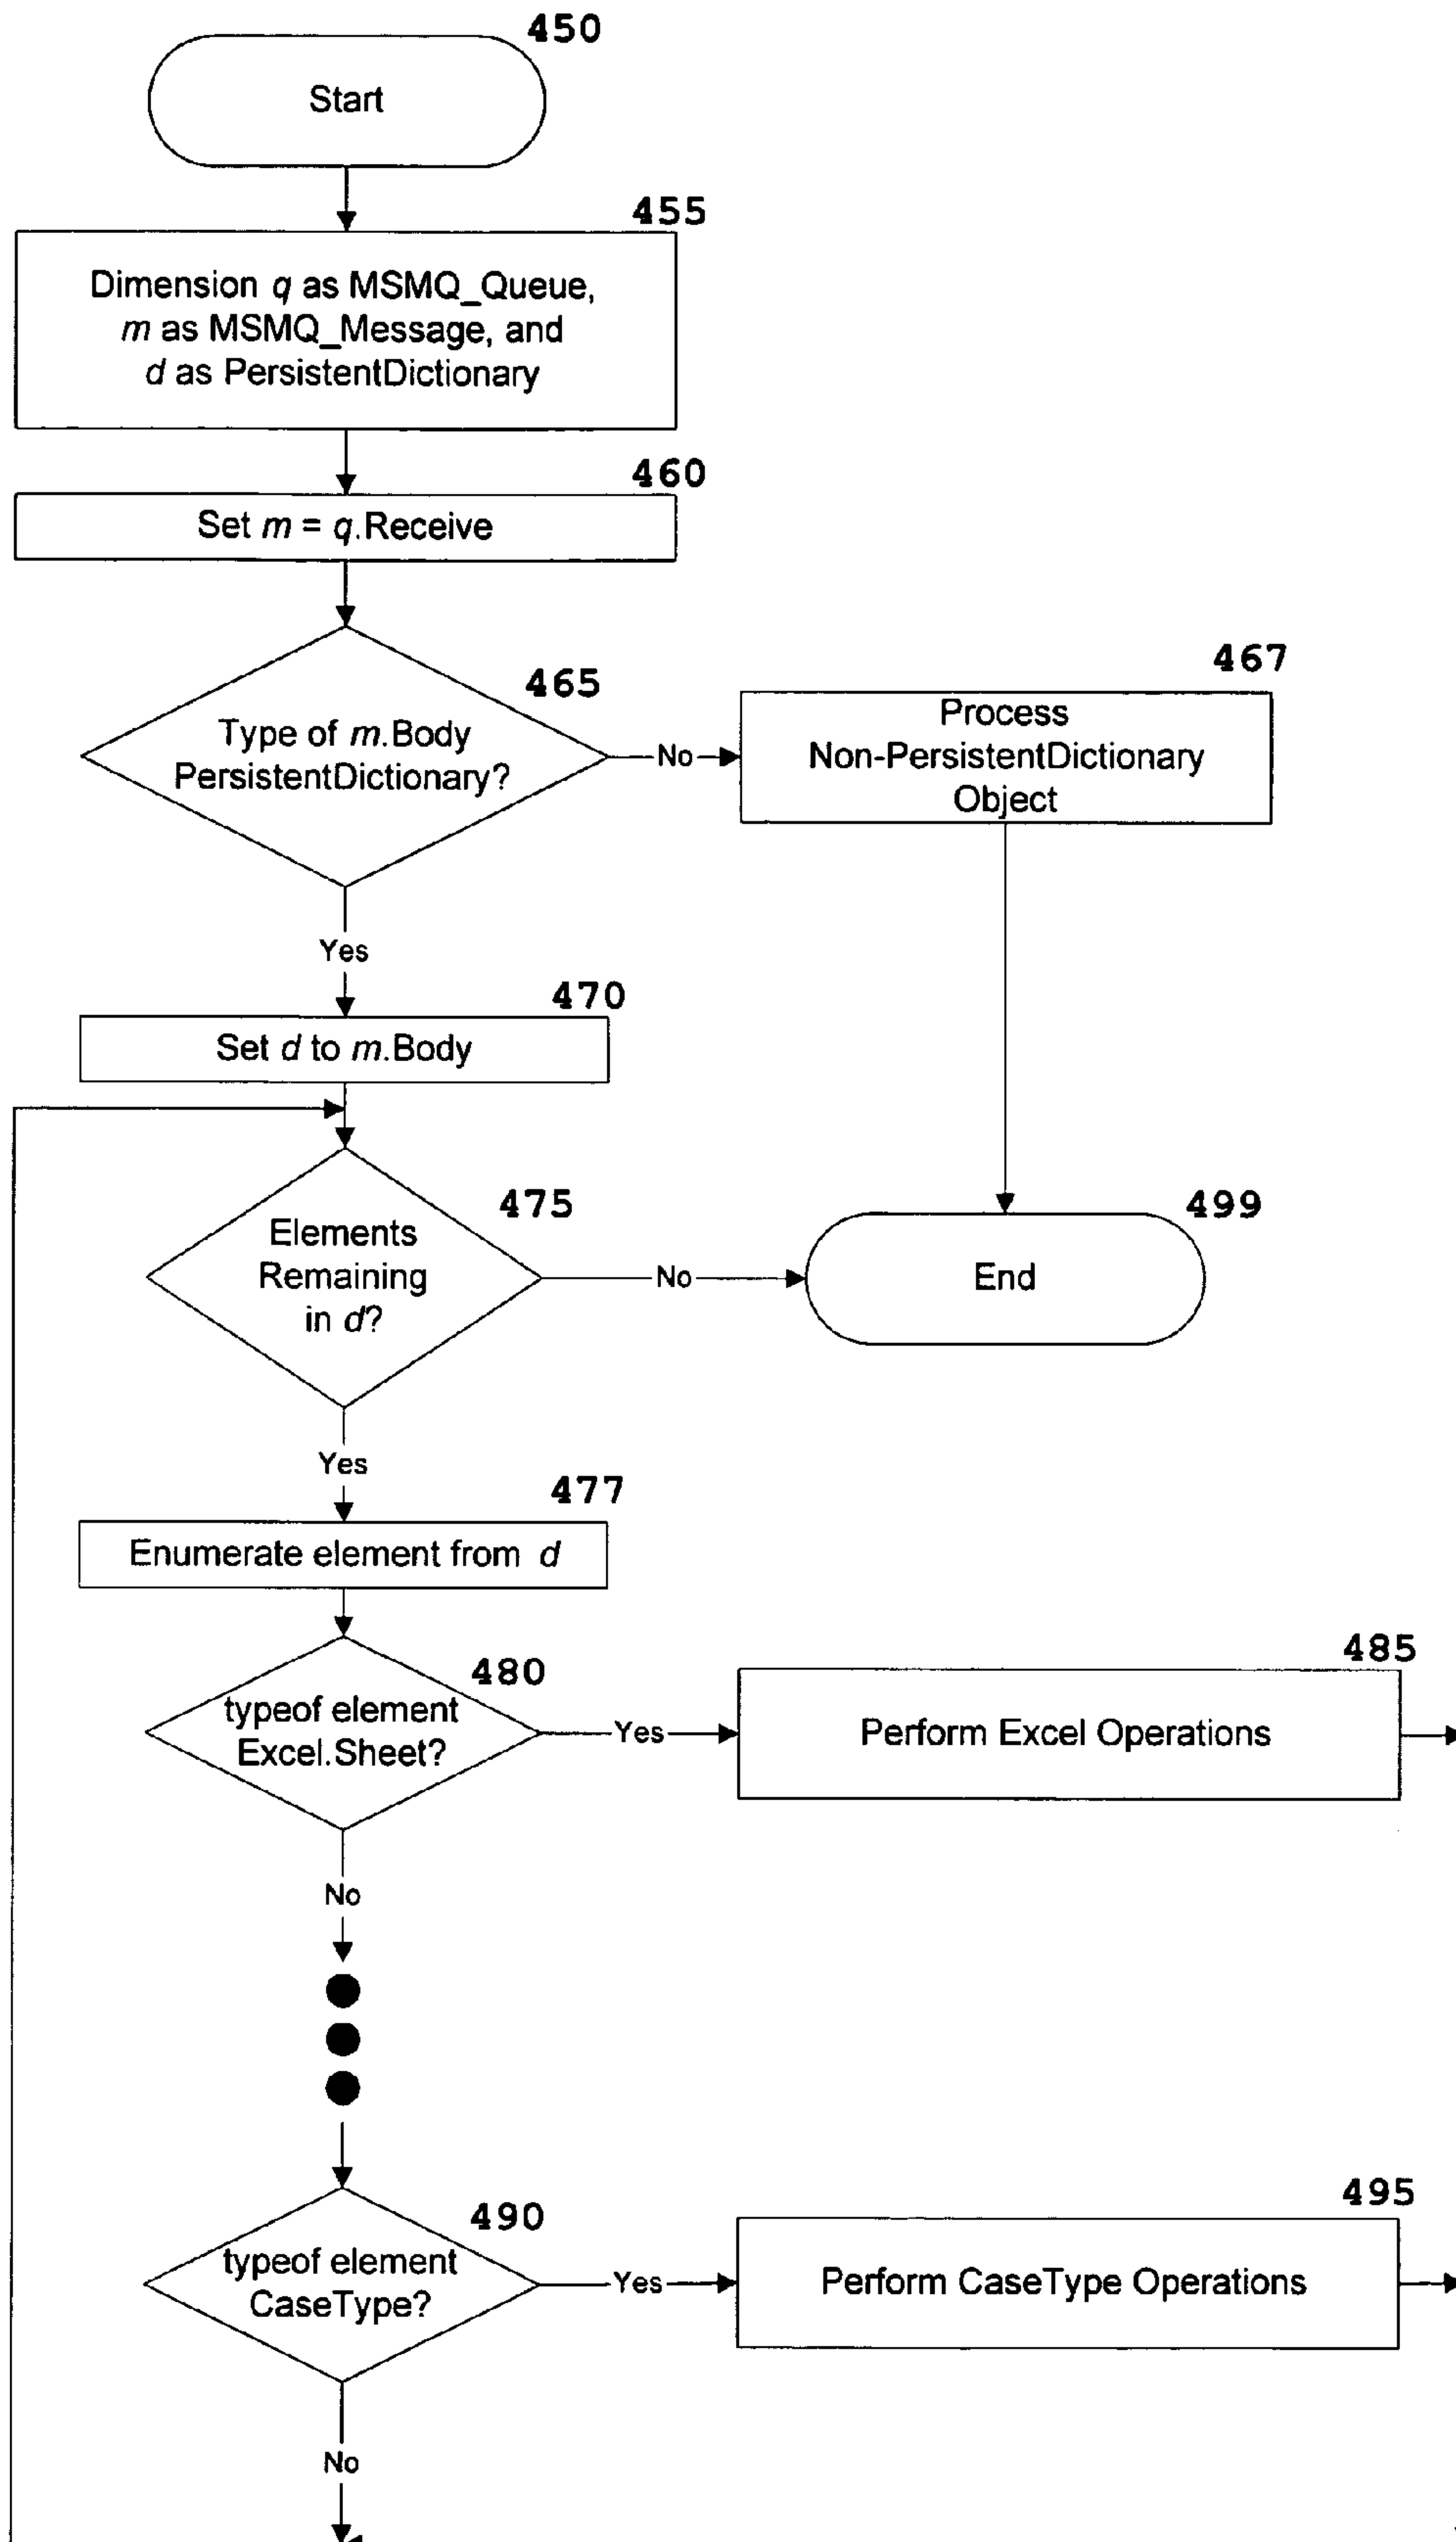 450
Start
455
Dimension q as MSMQ_Queue,
m as MSMQ_Message, and
d as PersistentDictionary
460
Set m = q.Receive
465
Type of m.Body
PersistentDictionary?
No
467
Process
Non-PersistentDictionary
Object
Yes
470
Set d to m.Body
475
Elements
Remaining
in d?
No
499
End
Yes
477
Enumerate element from d
480
typeof element
Excel.Sheet?
Yes
485
Perform Excel Operations
No
490
typeof element
CaseType?
Yes
495
Perform CaseType Operations
No